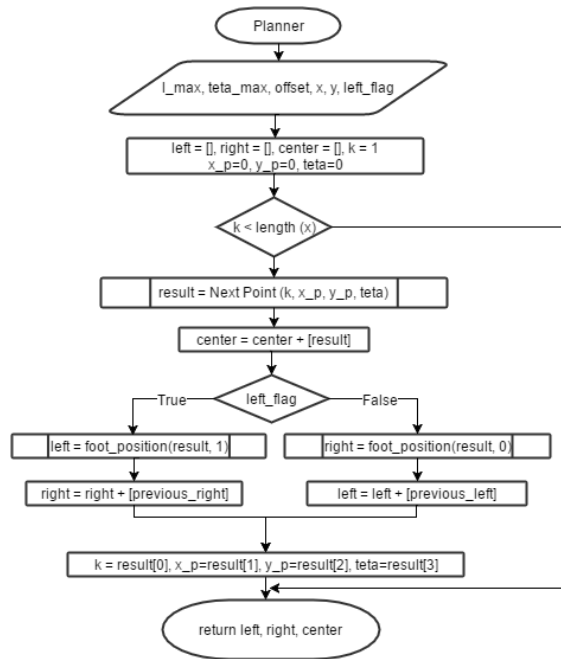 Planner
l_max, teta_max, offset, x, y, left_flag
left = [], right = [], center = [], k = 1
x_p=0, y_p=0, teta=0
k < length (x)
result = Next Point (k, x_p, y_p, teta)
center = center + [result]
left_flag
True
False
left = foot_position(result, 1)
right = foot_position(result, 0)
right = right + [previous_right]
left = left + [previous_left]
k = result[0], x_p=result[1], y_p=result[2], teta=result[3]
return left, right, center